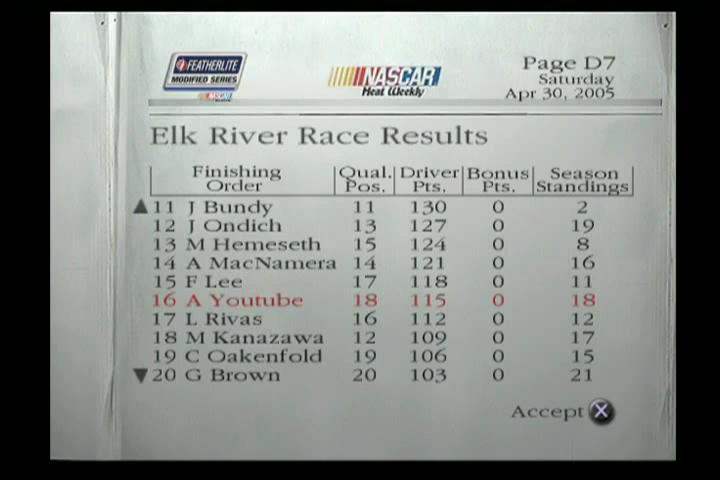 FEATHERLITE
MODIFIED SERIES
NASCAR
NASCAR
Heat Weekly
Page D7
Saturday
Apr 30, 2005
Elk River Race Results
Finishing Order Qual. Pos. Driver Pts. Bonus Pts. Season Standings
11 J Bundy 11 130 0 2
12 J Ondich 13 127 0 19
13 M Hemeseth 15 124 0 8
14 A MacNamera 14 121 0 16
15 F Lee 17 118 0 11
16 A Youtube 18 115 0 18
17 L Rivas 16 112 0 12
18 M Kanazawa 12 109 0 17
19 C Oakenfold 19 106 0 15
20 G Brown 20 103 0 21
Accept X